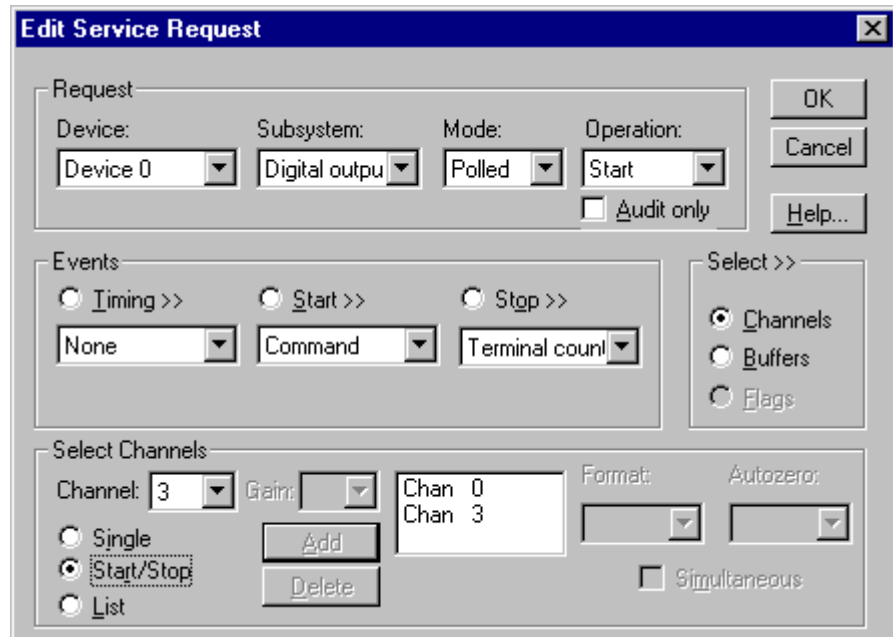 Edit Service Request
Request
Device:
Subsystem:
Mode:
Operation:
Device 0
Digital outpu
Polled
Start
Audit only
OK
Cancel
Help...
Events
Timing >>
Start >>
Stop >>
None
Command
Terminal count
Select >>
Channels
Buffers
Flags
Select Channels
Channel: 3
Gain:
Chan 0
Chan 3
Format:
Autozero:
Single
Start/Stop
List
Add
Delete
Simultaneous